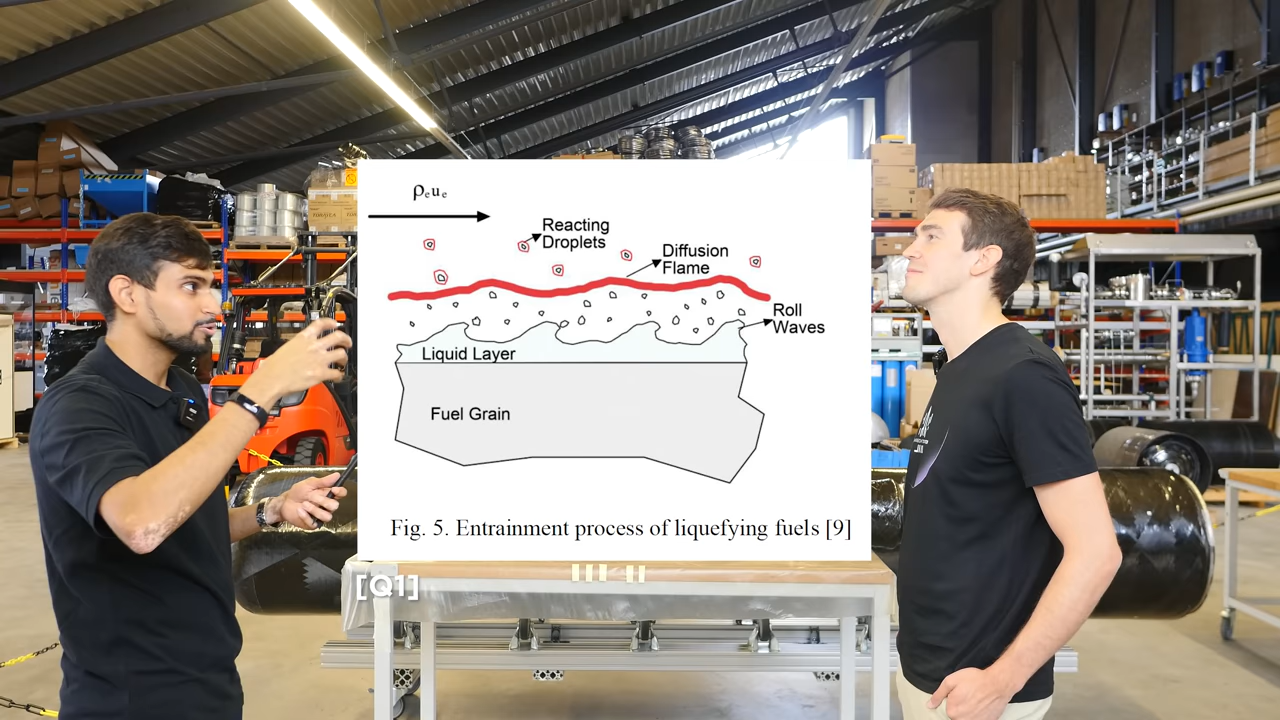 ρₑuₑ
Reacting
Droplets
Diffusion
Flame
Roll
Waves
Liquid Layer
Fuel Grain
Fig. 5. Entrainment process of liquefying fuels [9]
[Q1]